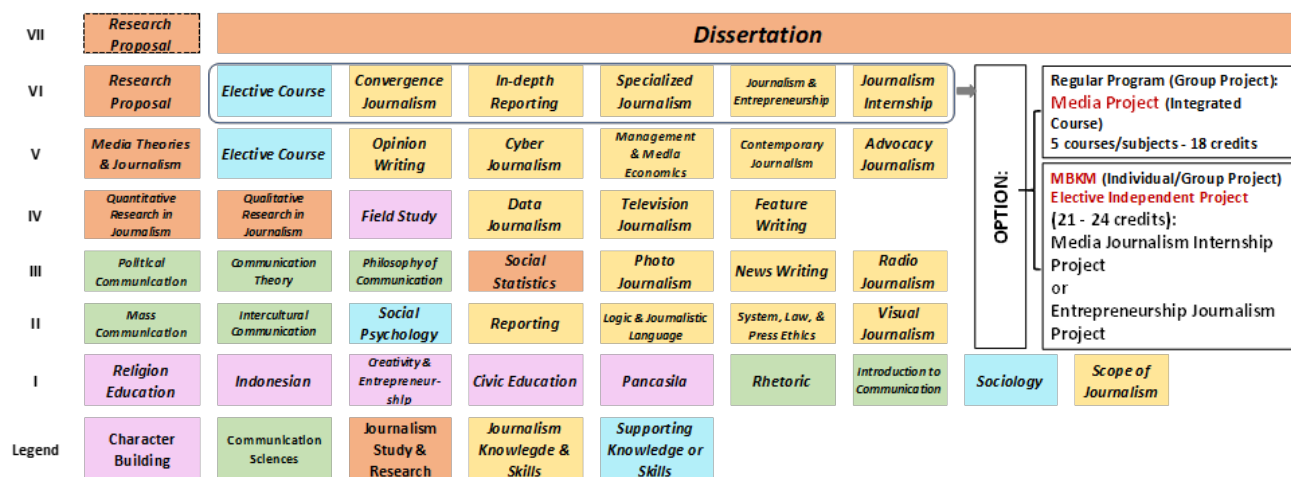 VII
Research
Proposal
Dissertation
VI
Research
Proposal
Elective Course
Convergence
Journalism
In-depth
Reporting
Specialized
Journalism
Journalism &
Entrepreneurship
Journalism
Internship
V
Media Theories
& Journalism
Elective Course
Opinion
Writing
Cyber
Journalism
Management
& Media
Economics
Contemporary
Journalism
Advocacy
Journalism
IV
Quantitative
Research in
Journalism
Qualitative
Research in
Journalism
Field Study
Data
Journalism
Television
Journalism
Feature
Writing
III
Political
Communication
Communication
Theory
Philosophy of
Communication
Social
Statistics
Photo
Journalism
News Writing
Radio
Journalism
II
Mass
Communication
Intercultural
Communication
Social
Psychology
Reporting
Logic & Journalistic
Language
System, Law, &
Press Ethics
Visual
Journalism
I
Religion
Education
Indonesian
Creativity &
Entrepreneur-
ship
Civic Education
Pancasila
Rhetoric
Introduction to
Communication
Sociology
Scope of
Journalism
Legend
Character
Building
Communication
Sciences
Journalism
Study &
Research
Journalism
Knowlegde &
Skills
Supporting
Knowledge or
Skills
OPTION:
Regular Program (Group Project):
Media Project (Integrated
Course)
5 courses/subjects - 18 credits
MBKM (Individual/Group Project)
Elective Independent Project
(21 - 24 credits):
Media Journalism Internship
Project
or
Entrepreneurship Journalism
Project